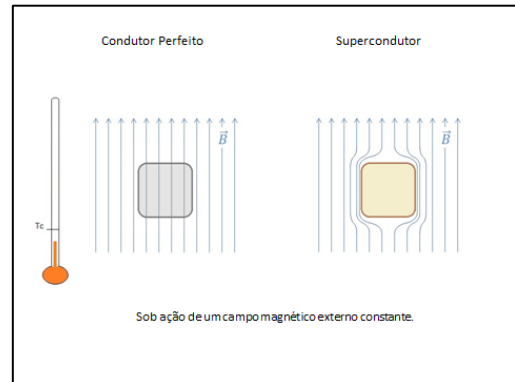 Condutor Perfeito
Supercondutor
B
B
Tc
Sob ação de um campo magnético externo constante.